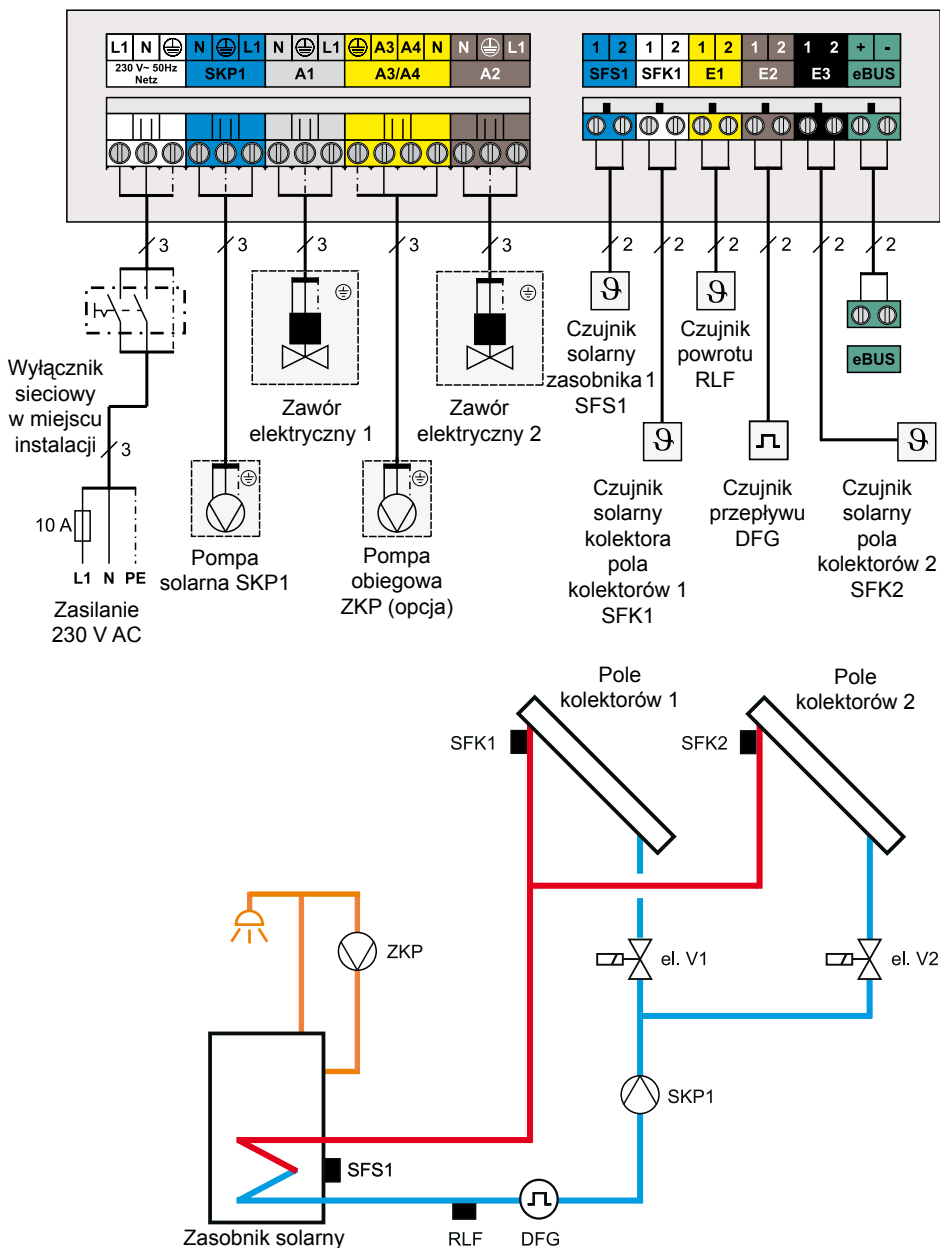 L1 N N L1 N L1 A3 A4 N N L1
230 V~ 50Hz
Netz
SKP1 A1 A3/A4 A2
1 2 1 2 1 2 1 2 1 2 + -
SFS1 SFK1 E1 E2 E3 eBUS
3 3 3 3 3 2 2 2 2 2 2
ϑ ϑ
Czujnik
solarny
zasobnika 1
SFS1
Czujnik
powrotu
RLF
eBUS
Wyłącznik
sieciowy
w miejscu
instalacji
3
Zawór
elektryczny 1
Zawór
elektryczny 2
ϑ ϑ
10 A
L1 N PE
Zasilanie
230 V AC
Pompa
solarna SKP1
Pompa
obiegowa
ZKP (opcja)
Czujnik
solarny
kolektora
pola
kolektorów 1
SFK1
Czujnik
przepływu
DFG
Czujnik
solarny
pola
kolektorów 2
SFK2
Pole
kolektorów 1
Pole
kolektorów 2
SFK1
SFK2
ZKP
el. V1
el. V2
SKP1
SFS1
Zasobnik solarny
RLF
DFG